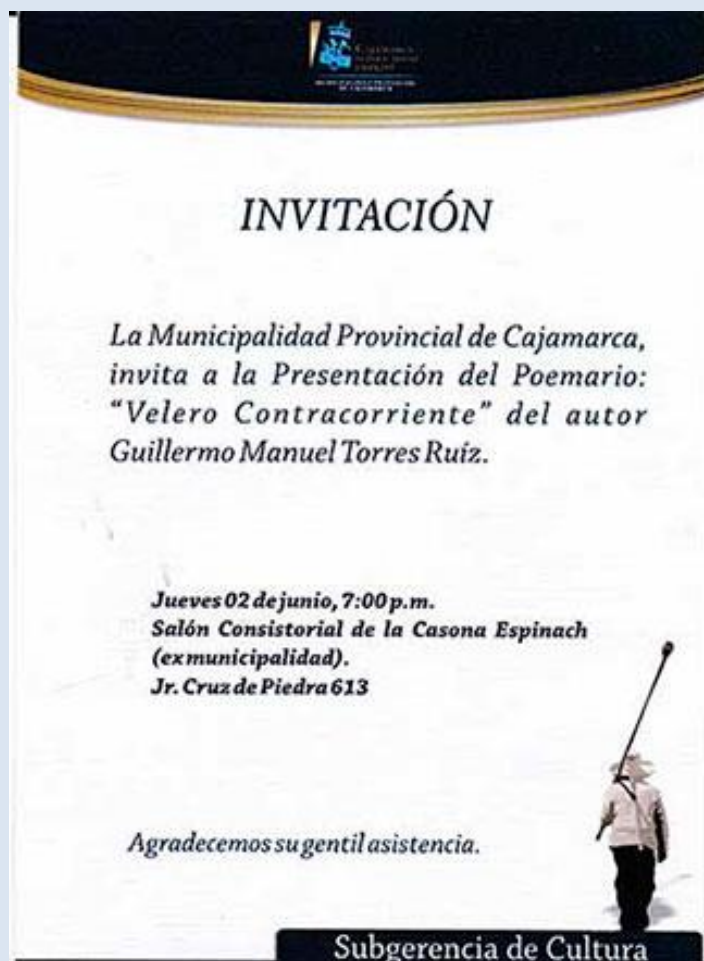 INVITACIÓN
La Municipalidad Provincial de Cajamarca,
invita a la Presentación del Poemario:
“Velero Contracorriente” del autor
Guillermo Manuel Torres Ruíz.
Jueves 02 de junio, 7:00 p.m.
Salón Consistorial de la Casona Espinach
(ex municipalidad).
Jr. Cruz de Piedra 613
Agradecemos su gentil asistencia.
Subgerencia de Cultura